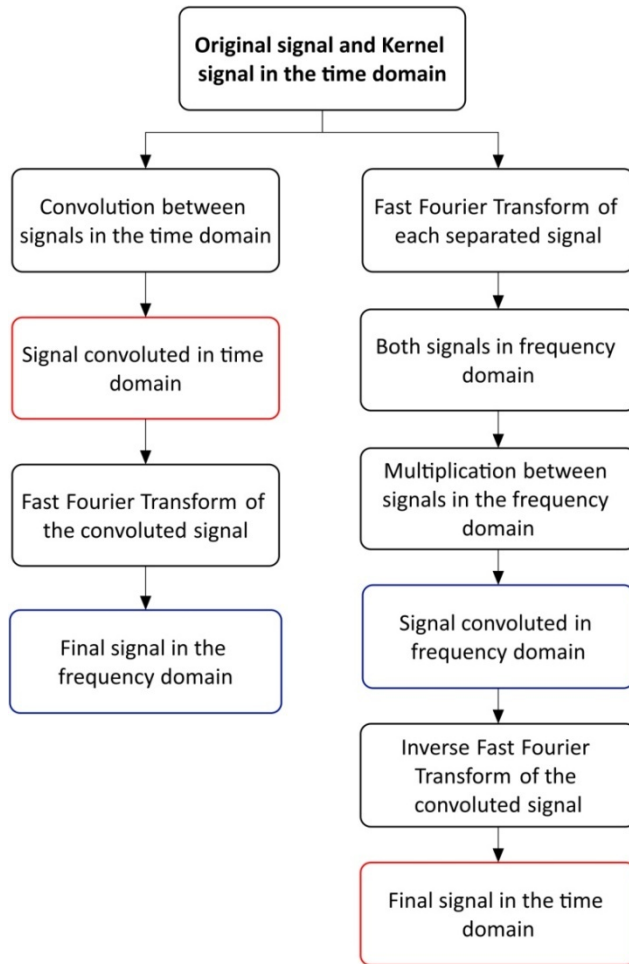 Original signal and Kernel
signal in the time domain
Convolution between
signals in the time domain
Signal convoluted in time
domain
Fast Fourier Transform of
the convoluted signal
Final signal in the
frequency domain
Fast Fourier Transform of
each separated signal
Both signals in frequency
domain
Multiplication between
signals in the frequency
domain
Signal convoluted in
frequency domain
Inverse Fast Fourier
Transform of the
convoluted signal
Final signal in the time
domain